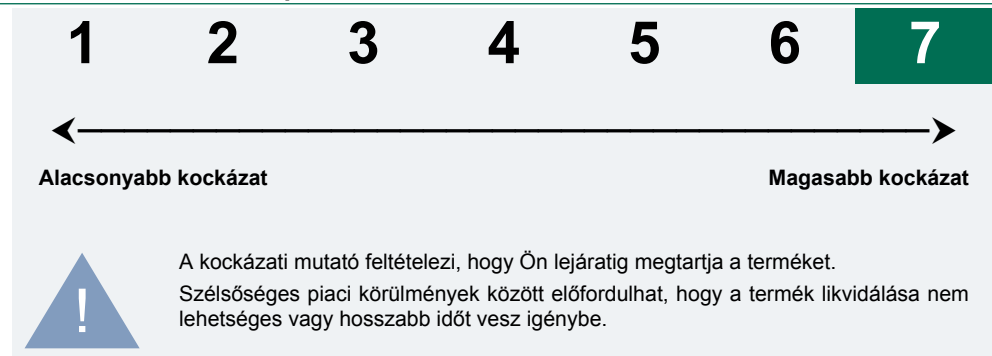 1 2 3 4 5 6 7
Alacsonyabb kockázat Magasabb kockázat
A kockázati mutató feltételezi, hogy Ön lejáratig megtartja a terméket.
Szélsőséges piaci körülmények között előfordulhat, hogy a termék likvidálása nem
lehetséges vagy hosszabb időt vesz igénybe.
!